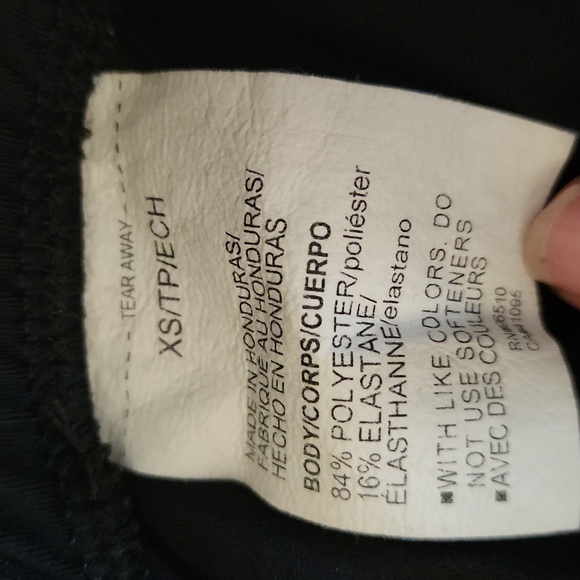 TEAR AWAY
XS/TP/ECH
MADE IN HONDURAS/
FABRIQUÉ AU HONDURAS/
HECHO EN HONDURAS
BODY/CORPS/CUERPO
84% POLYESTER/poliéster
16% ELASTANE/
ÉLASTHANNE/elastano
■WITH LIKE COLORS. DO
NOT USE SOFTENERS
■AVEC DES COULEURS